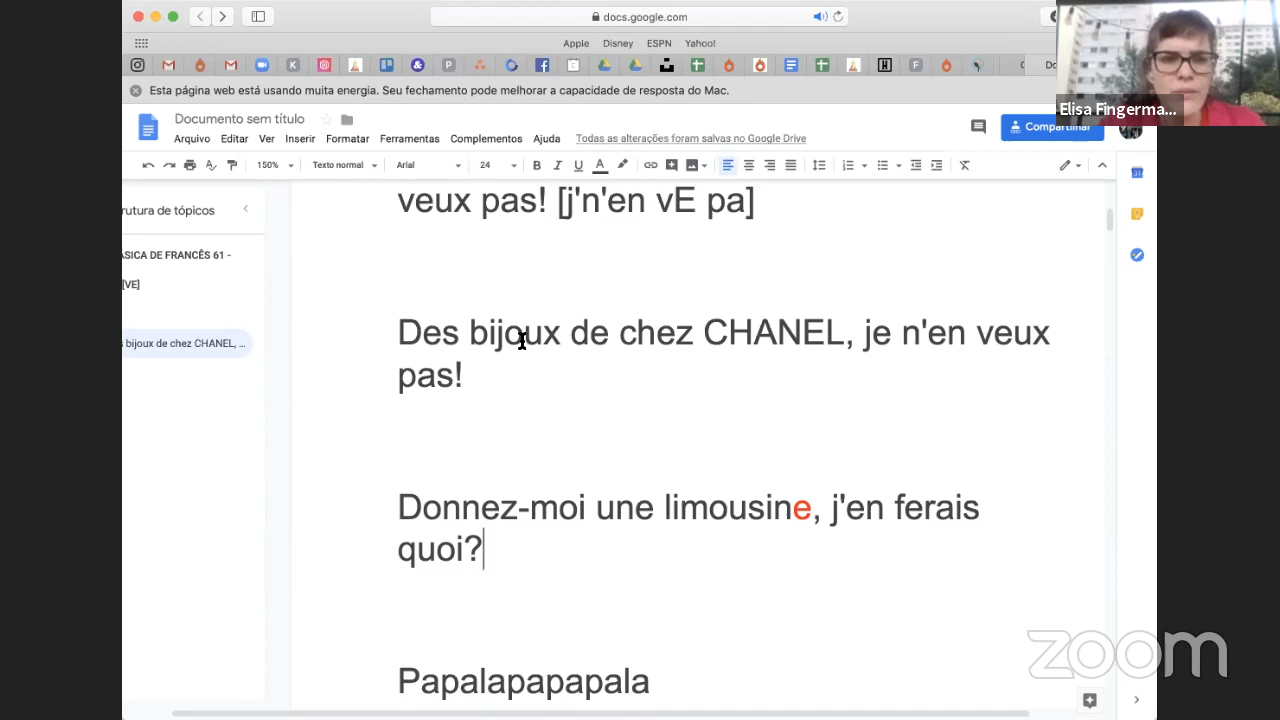 docs.google.com
Apple Disney ESPN Yahoo!
Esta página web está usando muita energia. Seu fechamento pode melhorar a capacidade de resposta do Mac.
Elisa Fingerma...
Documento sem título
Arquivo Editar Ver Inserir Formatar Ferramentas Complementos Ajuda Todas as alterações foram salvas no Google Drive
Compartilhar
150% Texto normal Arial 24
rutura de tópicos
ÁSICA DE FRANCÊS 61 -
[VE]
s bijoux de chez CHANEL, ...
veux pas! [j'n'en vE pa]
Des bijoux de chez CHANEL, je n'en veux
pas!
Donnez-moi une limousine, j'en ferais
quoi?
Papalapapapala
zoom